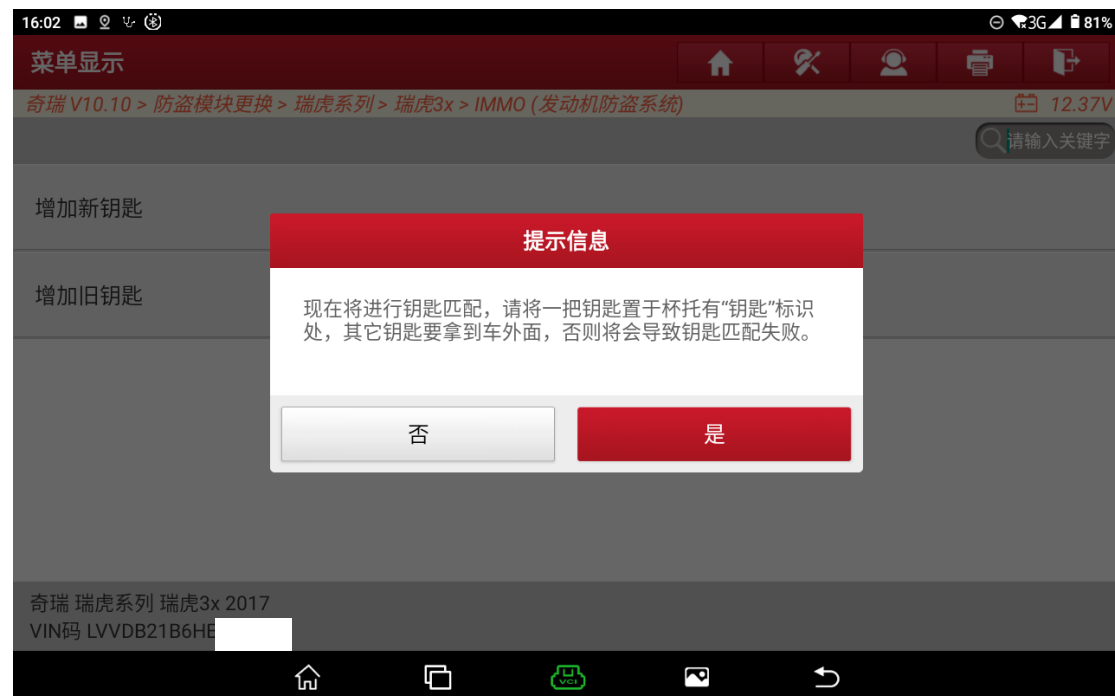 16:02
3G 81%
菜单显示
奇瑞 V10.10 > 防盗模块更换 > 瑞虎系列 > 瑞虎3x > IMMO (发动机防盗系统)
12.37V
请输入关键字
增加新钥匙
增加旧钥匙
提示信息
现在将进行钥匙匹配，请将一把钥匙置于杯托有“钥匙”标识
处，其它钥匙要拿到车外面，否则将会导致钥匙匹配失败。
否
是
奇瑞 瑞虎系列 瑞虎3x 2017
VIN码 LVVDB21B6HE
VCI